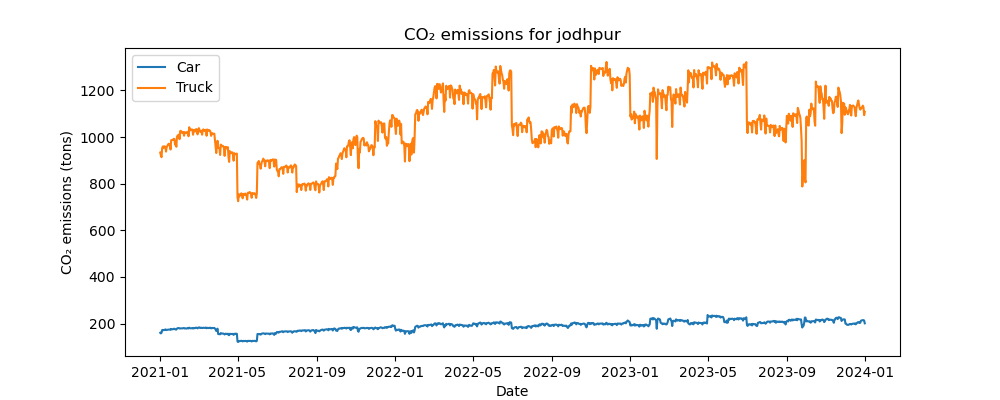 CO₂ emissions for jodhpur
Car
Truck
CO₂ emissions (tons)
1200
1000
800
600
400
200
2021-01 2021-05 2021-09 2022-01 2022-05 2022-09 2023-01 2023-05 2023-09 2024-01
Date